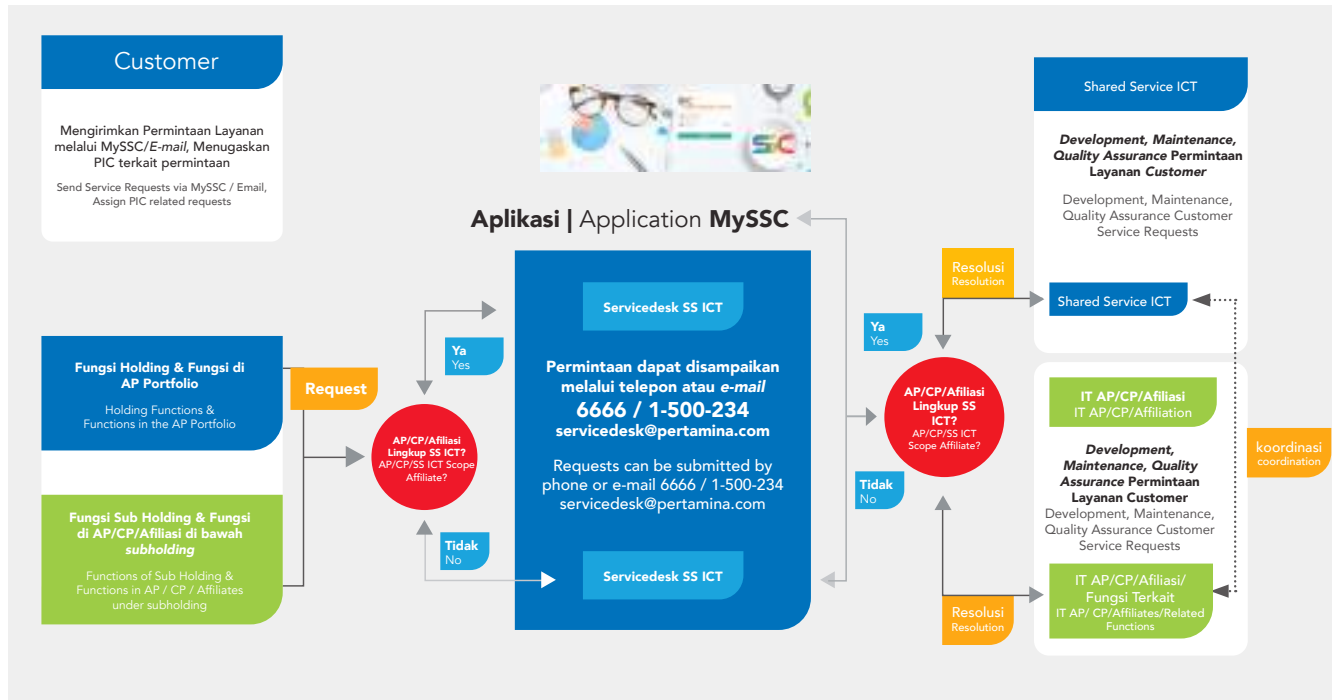 Customer
Mengirimkan Permintaan Layanan
melalui MySSC/E-mail, Menugaskan
PIC terkait permintaan
Send Service Requests via MySSC / Email,
Assign PIC related requests
Fungsi Holding & Fungsi di
AP Portfolio
Holding Functions &
Functions in the AP Portfolio
Fungsi Sub Holding & Fungsi
di AP/CP/Afiliasi di bawah
subholding
Functions of Sub Holding &
Functions in AP / CP / Affiliates
under subholding
Request
AP/CP/Afiliasi
Lingkup SS ICT?
AP/CP/SS ICT Scope
Affiliate?
Ya
Yes
Tidak
No
Aplikasi | Application MySSC
Servicedesk SS ICT
Permintaan dapat disampaikan
melalui telepon atau e-mail
6666 / 1-500-234
servicedesk@pertamina.com
Requests can be submitted by
phone or e-mail 6666 / 1-500-234
servicedesk@pertamina.com
Servicedesk SS ICT
Ya
Yes
AP/CP/Afiliasi
Lingkup SS
ICT?
AP/CP/SS ICT
Scope Affiliate?
Tidak
No
Resolusi
Resolution
Resolusi
Resolution
Shared Service ICT
Development, Maintenance,
Quality Assurance Permintaan
Layanan Customer
Development, Maintenance,
Quality Assurance Customer
Service Requests
Shared Service ICT
IT AP/CP/Afiliasi
IT AP/CP/Affiliation
Development,
Maintenance, Quality
Assurance Permintaan
Layanan Customer
Development, Maintenance,
Quality Assurance Customer
Service Requests
IT AP/CP/Afiliasi/
Fungsi Terkait
IT AP/ CP/Affiliates/Related
Functions
koordinasi
coordination